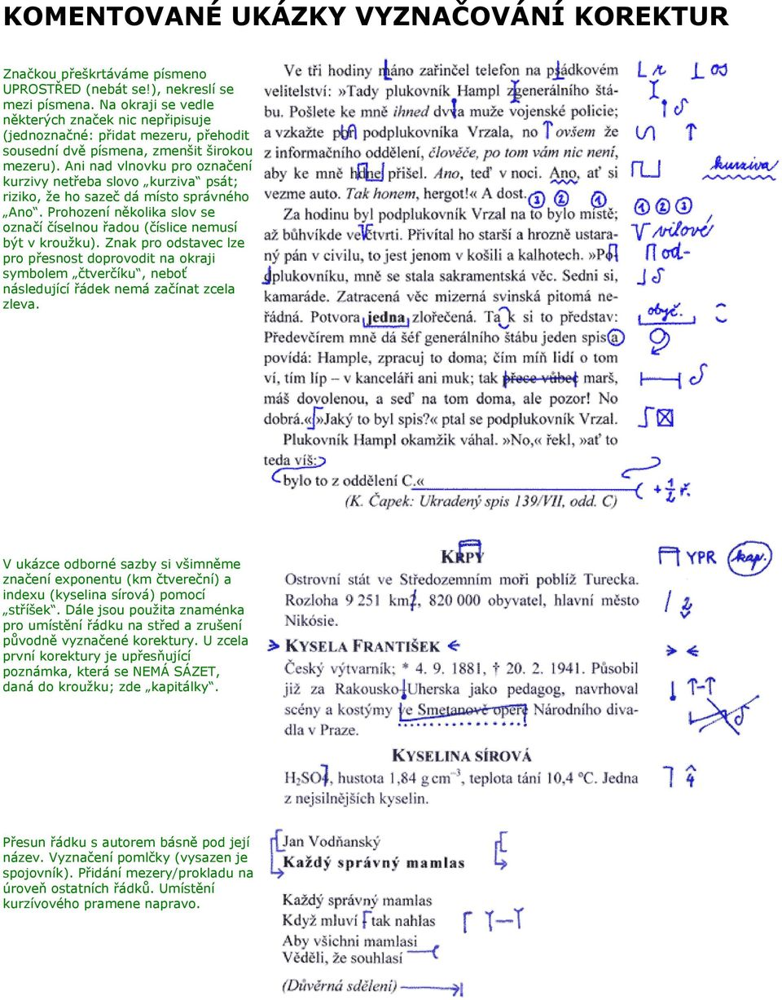 KOMENTOVANÉ UKÁZKY VYZNAČOVÁNÍ KOREKTUR
Značkou přeškrtáváme písmeno
UPROSTŘED (nebát se!), nekreslí se
mezi písmena. Na okraji se vedle
některých značek nic nepřipisuje
(jednoznačné: přidat mezeru, přehodit
sousední dvě písmena, zmenšit širokou
mezeru). Ani nad vlnovku pro označení
kurzivy netřeba slovo „kurziva“ psát;
riziko, že ho sazeč dá místo správného
„Ano“. Prohození několika slov se
označí číselnou řadou (číslice nemusí
být v kroužku). Znak pro odstavec lze
pro přesnost doprovodit na okraji
symbolem „čtverčíku“, neboť
následující řádek nemá začínat zcela
zleva.
Ve tři hodiny máno zařinčel telefon na psádkovém
velitelství: »Tady plukovník Hampl zgenerálního štá-
bu. Pošlete ke mně ihned dvva muže vojenské policie;
a vzkažte pbñ podplukovníka Vrzala, no ovšem že
z informačního oddělení, člověče, po tom vám nic není,
aby ke mně hdnej přišel. Ano, teď v noci. Ano, ať si
vezme auto. Tak honem, hergot!« A dost. 3 2 1
Za hodinu byl podplukovník Vrzal na to bylo místě;
až bůhvíkde ve čtvrti. Přivítal ho starší a hrozně ustara-
ný pán v civilu, to jest jenom v košili a kalhotech. »Po-
dplukovníku, mně se stala sakramentská věc. Sedni si,
kamaráde. Zatracená věc mizerná svinská pitomá ne-
řádná. Potvora jedna zlořečená. Ta k si to představ:
Předevčírem mně dá šéf generálního štábu jeden spis a
povídá: Hample, zpracuj to doma; čím míň lidí o tom
ví, tím líp – v kanceláři ani muk; tak přece vůbec marš,
máš dovolenou, a seď na tom doma, ale pozor! No
dobrá.« »Jaký to byl spis?« ptal se podplukovník Vrzal.
Plukovník Hampl okamžik váhal. »No,« řekl, »ať to
teda víš:
bylo to z oddělení C.«
(K. Čapek: Ukradený spis 139/VII, odd. C)
r os
kurziva
1 2 3
vilové
od-
obyč.
+ 1/2 ř.
V ukázce odborné sazby si všimněme
značení exponentu (km čtvereční) a
indexu (kyselina sírová) pomocí
„stříšek“. Dále jsou použita znaménka
pro umístění řádku na střed a zrušení
původně vyznačené korektury. U zcela
první korektury je upřesňující
poznámka, která se NEMÁ SÁZET,
daná do kroužku; zde „kapitálky“.
KRPY
Ostrovní stát ve Středozemním moři poblíž Turecka.
Rozloha 9 251 km2, 820 000 obyvatel, hlavní město
Nikósie.
KYSELA FRANTIŠEK
Český výtvarník; * 4. 9. 1881, † 20. 2. 1941. Působil
již za Rakousko-Uherska jako pedagog, navrhoval
scény a kostýmy ve Smetanově opeře Národního diva-
dla v Praze.
KYSELINA SÍROVÁ
H2SO4, hustota 1,84 g cm–3, teplota tání 10,4 ºC. Jedna
z nejsilnějších kyselin.
YPR kap.
2
4
Přesun řádku s autorem básně pod její
název. Vyznačení pomlčky (vysazen je
spojovník). Přidání mezery/prokladu na
úroveň ostatních řádků. Umístění
kurzívového pramene napravo.
Jan Vodňanský
Každý správný mamlas
Každý správný mamlas
Když mluví - tak nahlas
Aby všichni mamlasi
Věděli, že souhlasí
(Důvěrná sdělení)